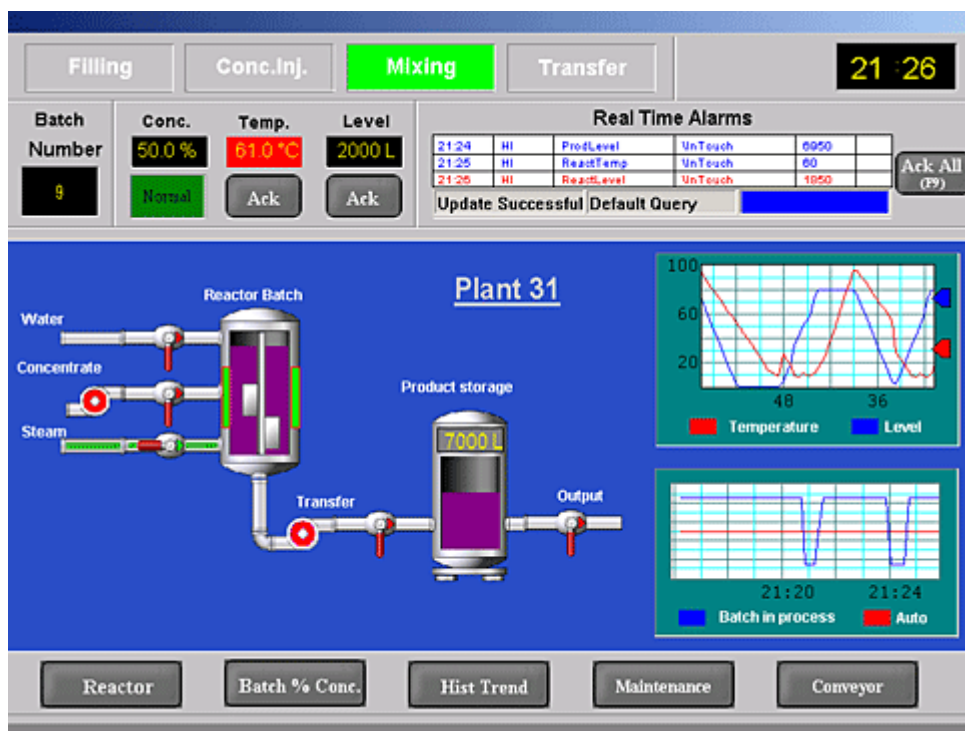 Filling Conc.Inj. Mixing Transfer 21:26
Batch Number 9
Conc. Temp. Level
50.0 % 61.0 °C 2000 L
Normal Ack Ack
Real Time Alarms
21:24 HI ProdLevel UnTouch 6950
21:25 HI ReactTemp UnTouch 60
21:26 HI ReactLevel UnTouch 1950
Update Successful Default Query
Ack All
(F9)
Plant 31
Reactor Batch
Water
Concentrate
Steam
Transfer
Product storage
7000 L
Output
100
60
20
48 36
Temperature Level
21:20 21:24
Batch in process Auto
Reactor Batch % Conc. Hist Trend Maintenance Conveyor